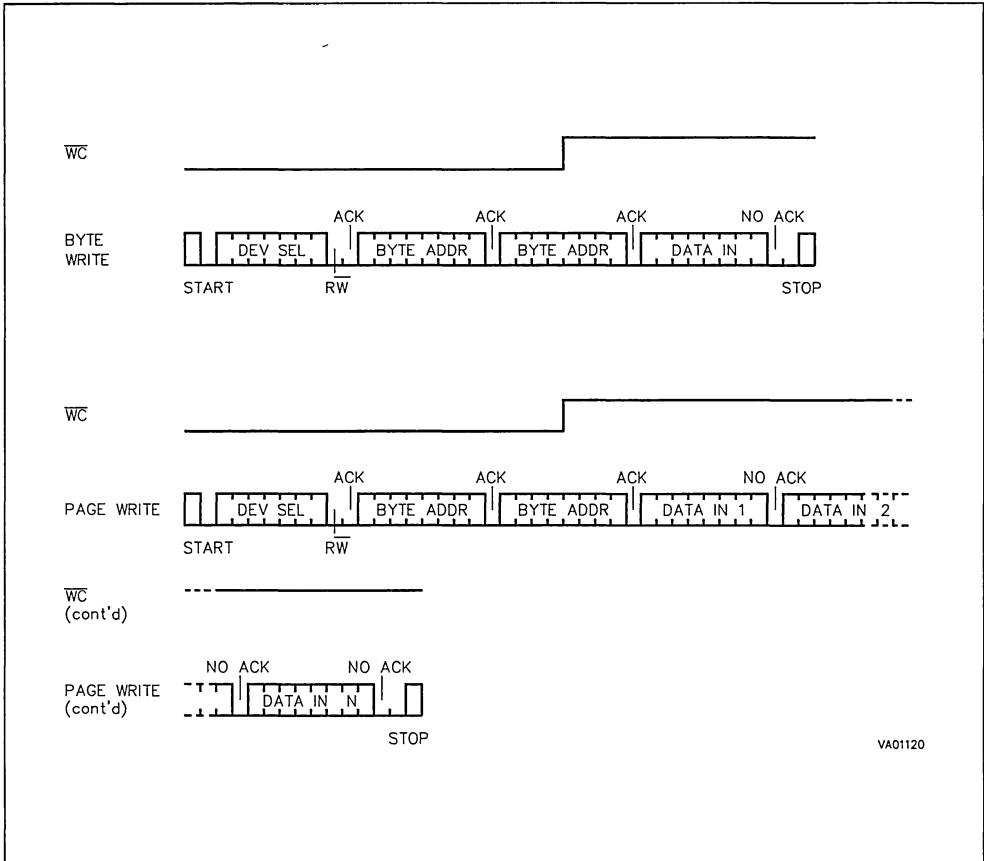 WC
ACK ACK ACK NO ACK
BYTE WRITE DEV SEL BYTE ADDR BYTE ADDR DATA IN
START RW STOP
WC
ACK ACK ACK NO ACK
PAGE WRITE DEV SEL BYTE ADDR BYTE ADDR DATA IN 1 DATA IN 2
START RW
WC (cont'd)
NO ACK NO ACK
PAGE WRITE (cont'd) DATA IN N
STOP
VA01120